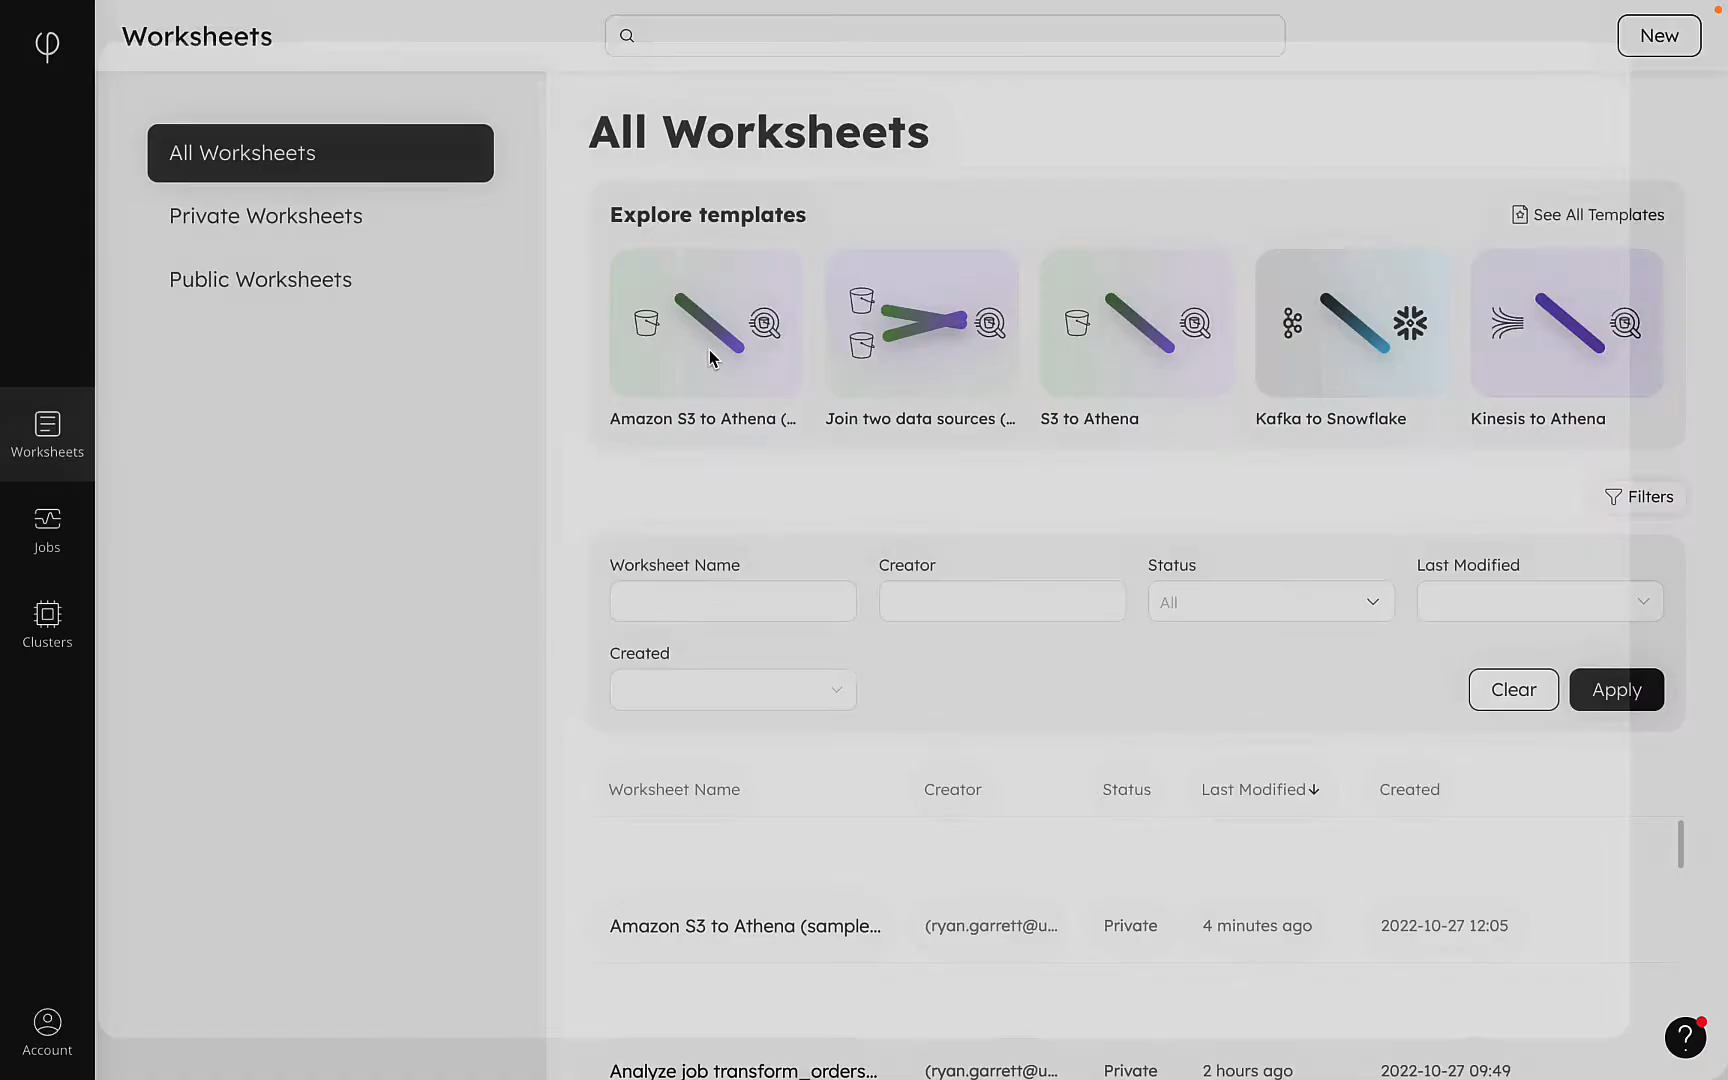 Worksheets
New
All Worksheets
Private Worksheets
Public Worksheets
Worksheets
Jobs
Clusters
Account
All Worksheets
Explore templates
See All Templates
Amazon S3 to Athena (...
Join two data sources (...
S3 to Athena
Kafka to Snowflake
Kinesis to Athena
Filters
Worksheet Name
Creator
Status
Last Modified
All
Created
Clear
Apply
Worksheet Name Creator Status Last Modified Created
Amazon S3 to Athena (sample... (ryan.garrett@u... Private 4 minutes ago 2022-10-27 12:05
Analyze job transform_orders... (ryan.garrett@u... Private 2 hours ago 2022-10-27 09:49
?